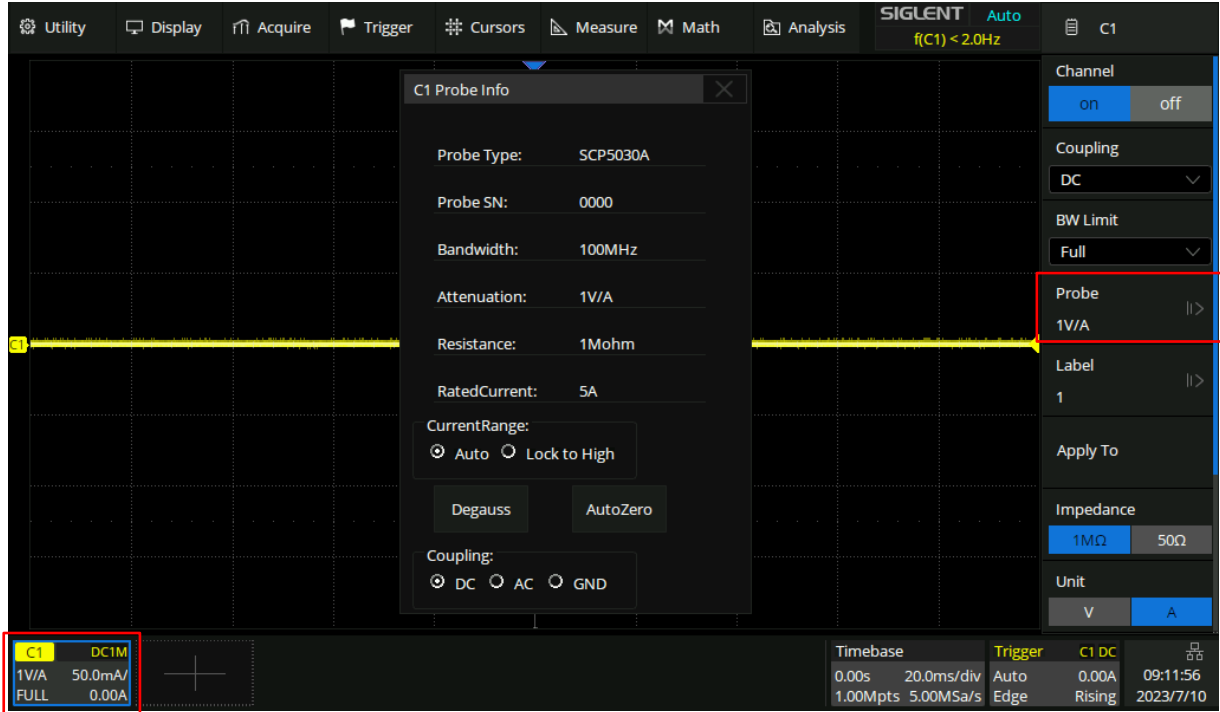 Utility Display Acquire Trigger Cursors Measure Math Analysis
SIGLENT Auto
f(C1) < 2.0Hz
C1
C1 Probe Info
Probe Type: SCP5030A
Probe SN: 0000
Bandwidth: 100MHz
Attenuation: 1V/A
Resistance: 1Mohm
RatedCurrent: 5A
CurrentRange:
Auto Lock to High
Degauss AutoZero
Coupling:
DC AC GND
C1
Channel
on off
Coupling
DC
BW Limit
Full
Probe
1V/A
Label
1
Apply To
Impedance
1MΩ 50Ω
Unit
V A
C1 DC1M
1V/A 50.0mA/
FULL 0.00A
Timebase
0.00s 20.0ms/div
1.00Mpts 5.00MSa/s
Trigger C1 DC
Auto 0.00A
Edge Rising
09:11:56
2023/7/10